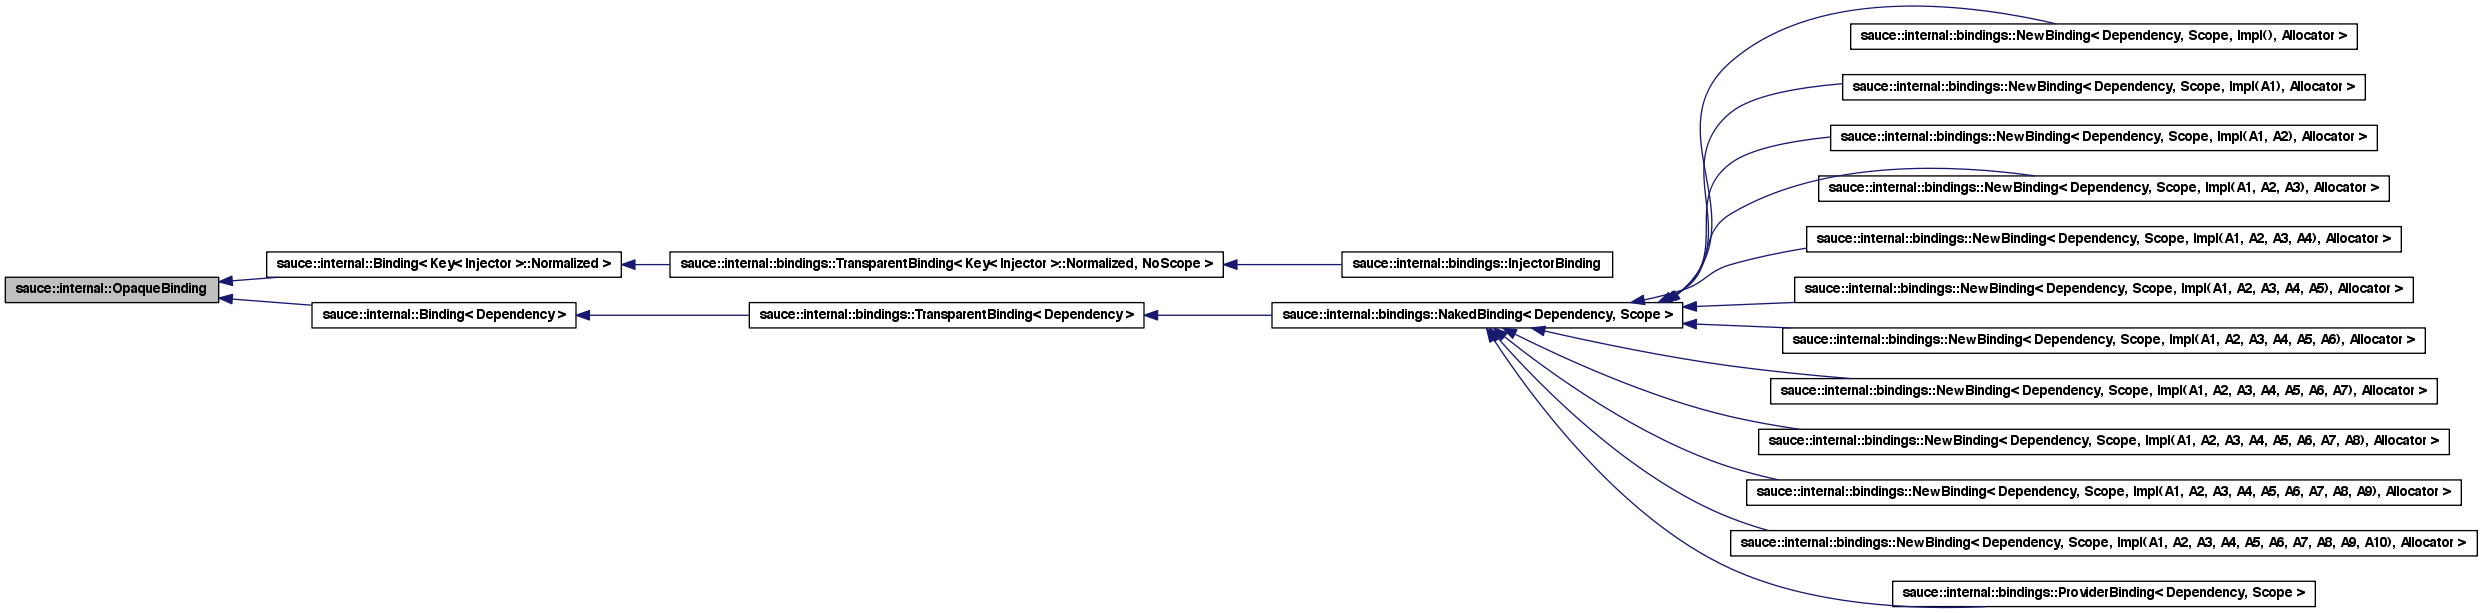 sauce::internal::bindings::NewBinding< Dependency, Scope, Impl(), Allocator >
sauce::internal::bindings::NewBinding< Dependency, Scope, Impl(A1), Allocator >
sauce::internal::bindings::NewBinding< Dependency, Scope, Impl(A1, A2), Allocator >
sauce::internal::bindings::NewBinding< Dependency, Scope, Impl(A1, A2, A3), Allocator >
sauce::internal::bindings::NewBinding< Dependency, Scope, Impl(A1, A2, A3, A4), Allocator >
sauce::internal::Binding< Key< Injector >::Normalized >
sauce::internal::bindings::TransparentBinding< Key< Injector >::Normalized, NoScope >
sauce::internal::bindings::InjectorBinding
sauce::internal::OpaqueBinding
sauce::internal::bindings::NewBinding< Dependency, Scope, Impl(A1, A2, A3, A4, A5), Allocator >
sauce::internal::Binding< Dependency >
sauce::internal::bindings::TransparentBinding< Dependency >
sauce::internal::bindings::NakedBinding< Dependency, Scope >
sauce::internal::bindings::NewBinding< Dependency, Scope, Impl(A1, A2, A3, A4, A5, A6), Allocator >
sauce::internal::bindings::NewBinding< Dependency, Scope, Impl(A1, A2, A3, A4, A5, A6, A7), Allocator >
sauce::internal::bindings::NewBinding< Dependency, Scope, Impl(A1, A2, A3, A4, A5, A6, A7, A8), Allocator >
sauce::internal::bindings::NewBinding< Dependency, Scope, Impl(A1, A2, A3, A4, A5, A6, A7, A8, A9), Allocator >
sauce::internal::bindings::NewBinding< Dependency, Scope, Impl(A1, A2, A3, A4, A5, A6, A7, A8, A9, A10), Allocator >
sauce::internal::bindings::ProviderBinding< Dependency, Scope >